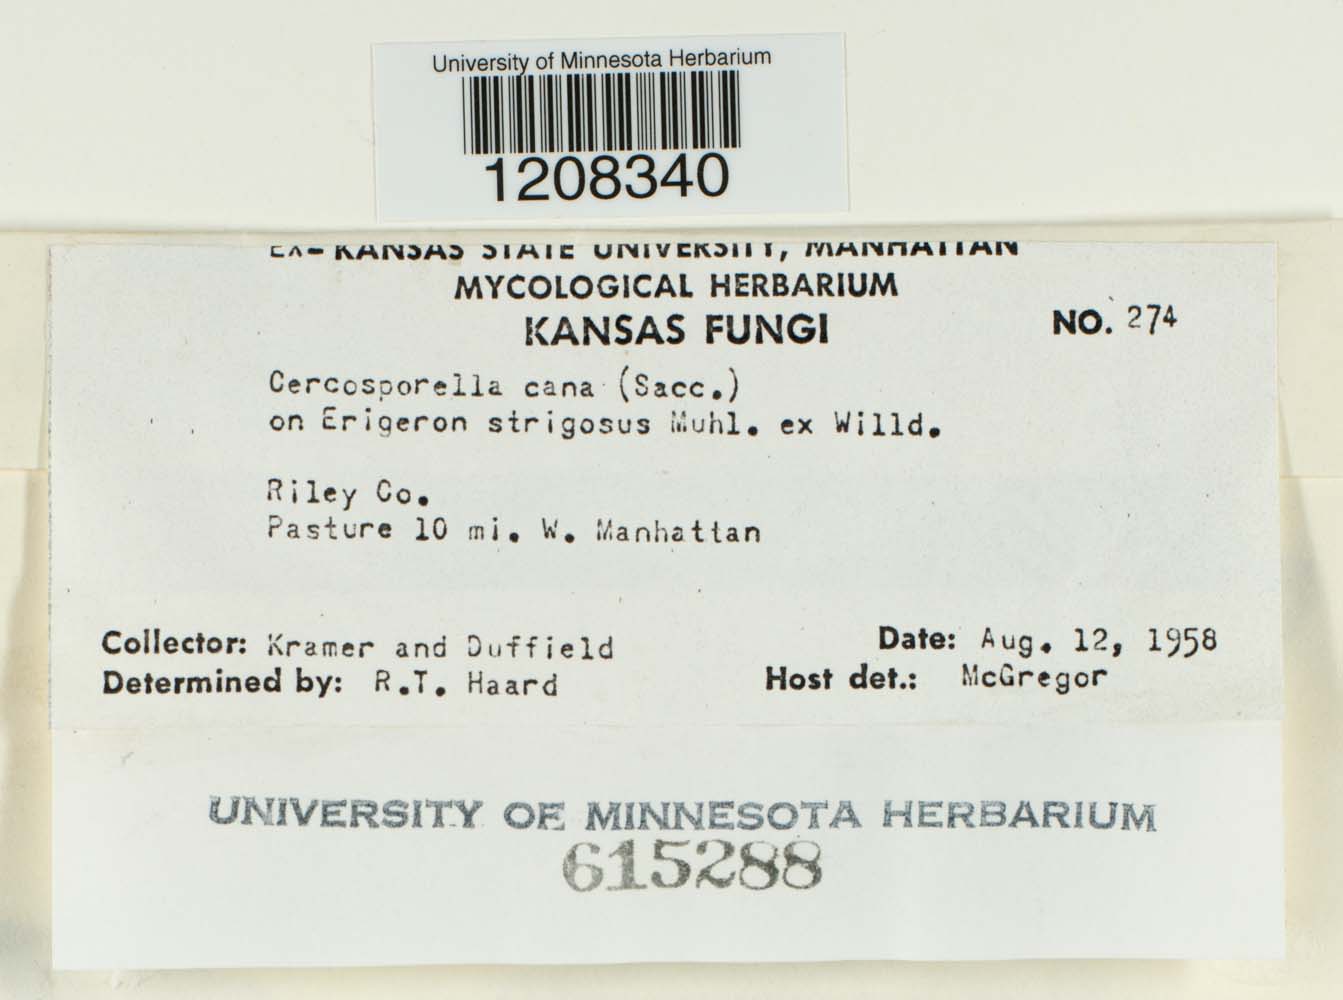 University of Minnesota Herbarium
1208340
EX-KANSAS STATE UNIVERSITY, MANHATTAN
MYCOLOGICAL HERBARIUM
KANSAS FUNGI
NO. 274
Cercosporella cana (Sacc.)
on Erigeron strigosus Muhl. ex Willd.
Riley Co.
Pasture 10 mi. W. Manhattan
Collector: Kramer and Duffield
Date: Aug. 12, 1958
Determined by: R.T. Haard
Host det.: McGregor
UNIVERSITY OF MINNESOTA HERBARIUM
615288